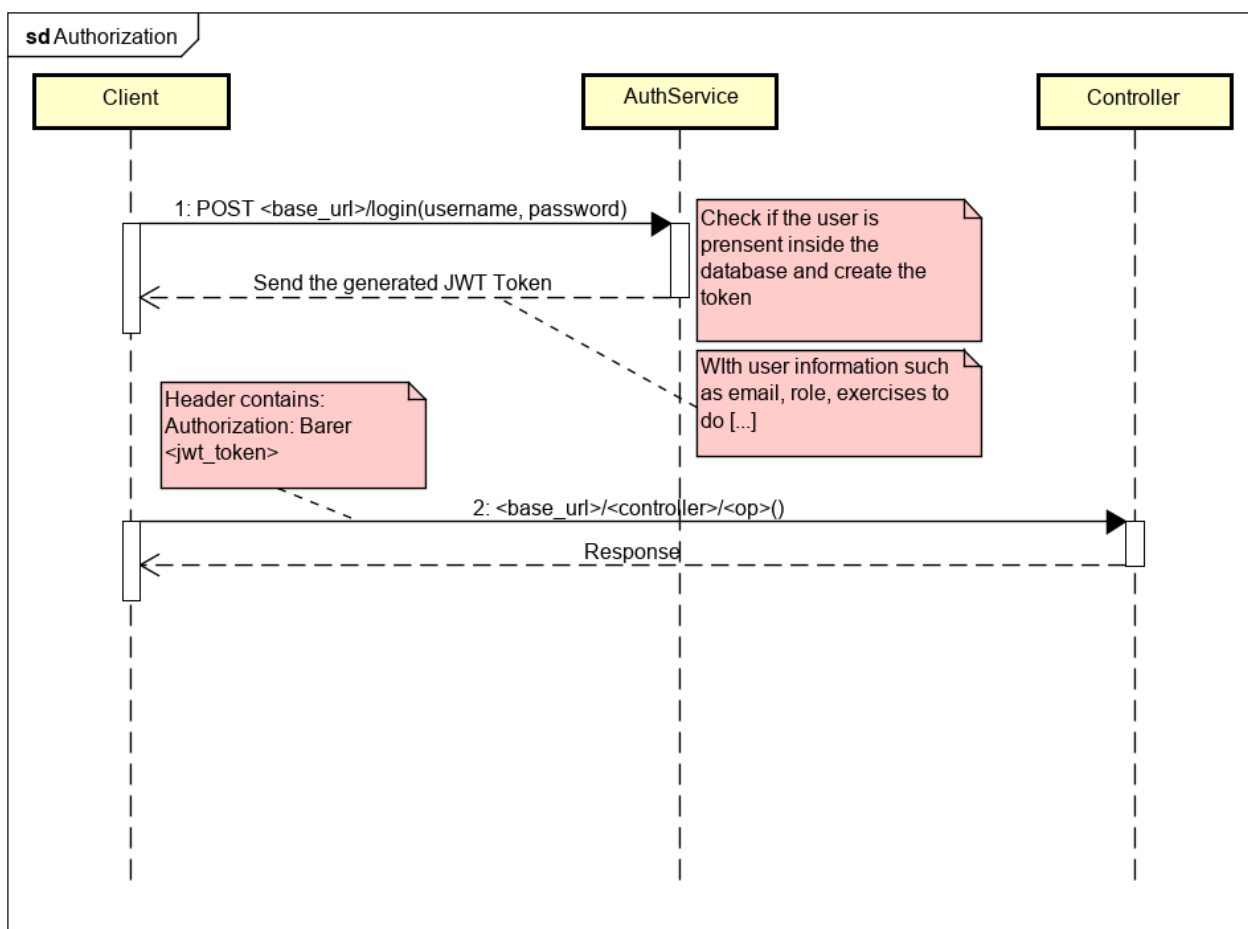 sd Authorization
Client
AuthService
Controller
1: POST <base_url>/login(username, password)
Check if the user is
prensent inside the
database and create the
token
Send the generated JWT Token
WIth user information such
as email, role, exercises to
do [...]
Header contains:
Authorization: Barer
<jwt_token>
2: <base_url>/<controller>/<op>()
Response